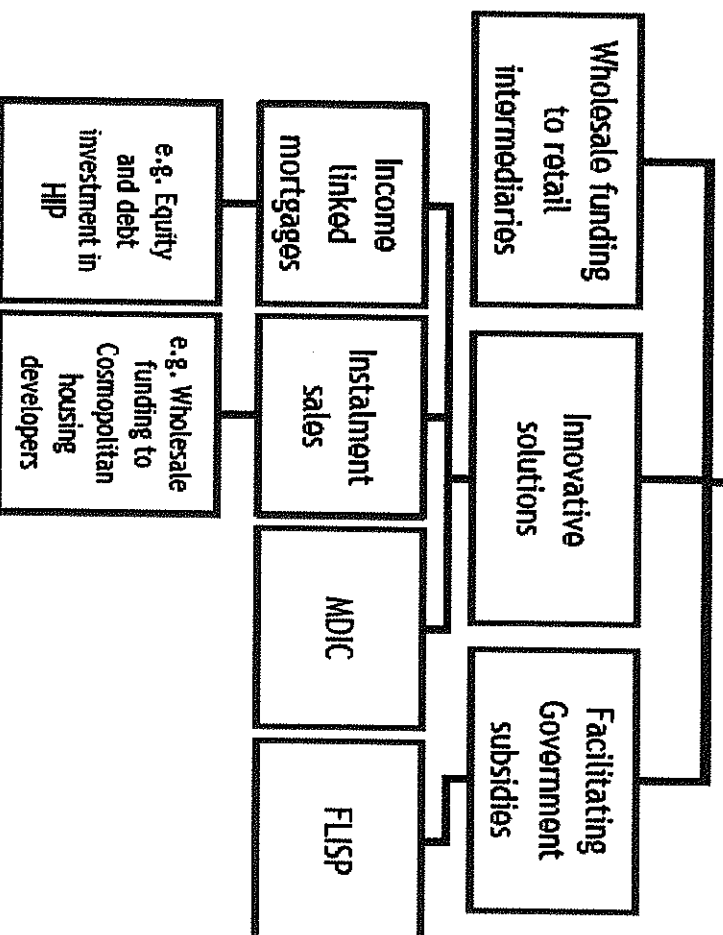 Wholesale funding
to retail
intermediaries
Innovative
solutions
Facilitating
Government
subsidies
Income
linked
mortgages
Instalment
sales
MDIC
FLISP
e.g. Equity
and debt
investment in
HIP
e.g. Wholesale
funding to
Cosmopolitan
housing
developers